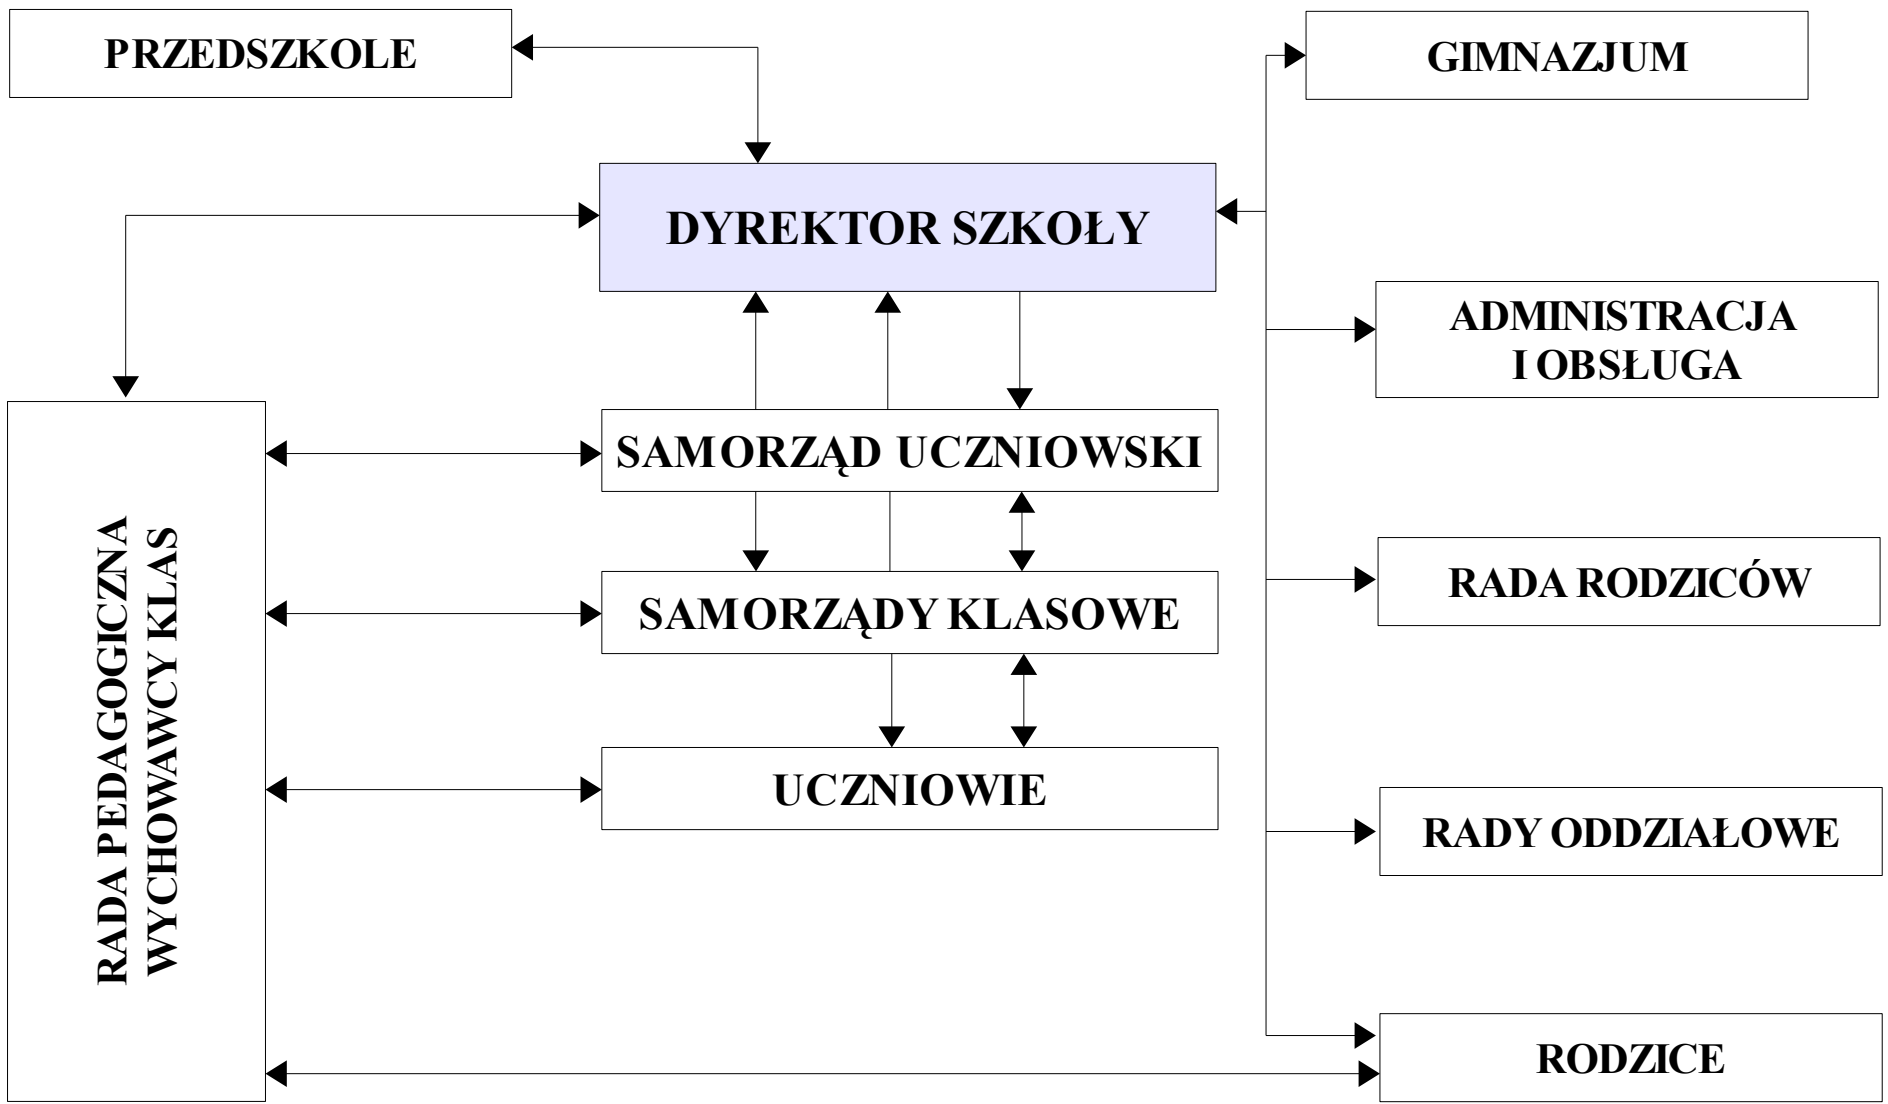 PRZEDSZKOLE
GIMNAZJUM
DYREKTOR SZKOŁY
ADMINISTRACJA
I OBSŁUGA
SAMORZĄD UCZNIOWSKI
RADA PEDAGOGICZNA
WYCHOWAWCY KLAS
SAMORZĄDY KLASOWE
RADA RODZICÓW
UCZNIOWIE
RADY ODDZIAŁOWE
RODZICE